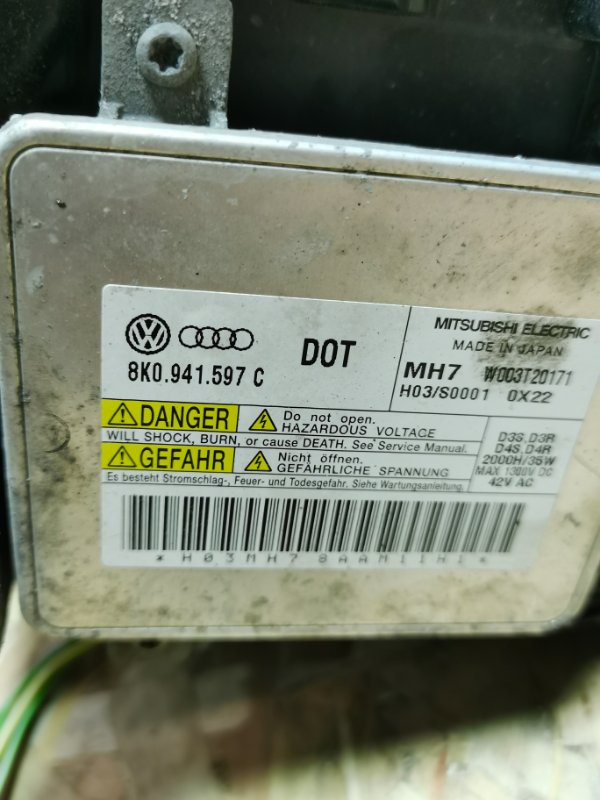 8K0.941.597 C
DOT
MITSUBISHI ELECTRIC
MADE IN JAPAN
MH7 W003T20171
H03/S0001 0X22
DANGER
Do not open.
HAZARDOUS VOLTAGE
WILL SHOCK, BURN, or cause DEATH. See Service Manual.
GEFAHR
Nicht öffnen.
GEFÄHRLICHE SPANNUNG
Es besteht Stromschlag-, Feuer- und Todesgefahr. Siehe Wartungsanleitung.
D3S, D3R
D4S, D4R
2000H/35W
MAX 1300V DC
42V AC
*H03MH78AAM11H1*